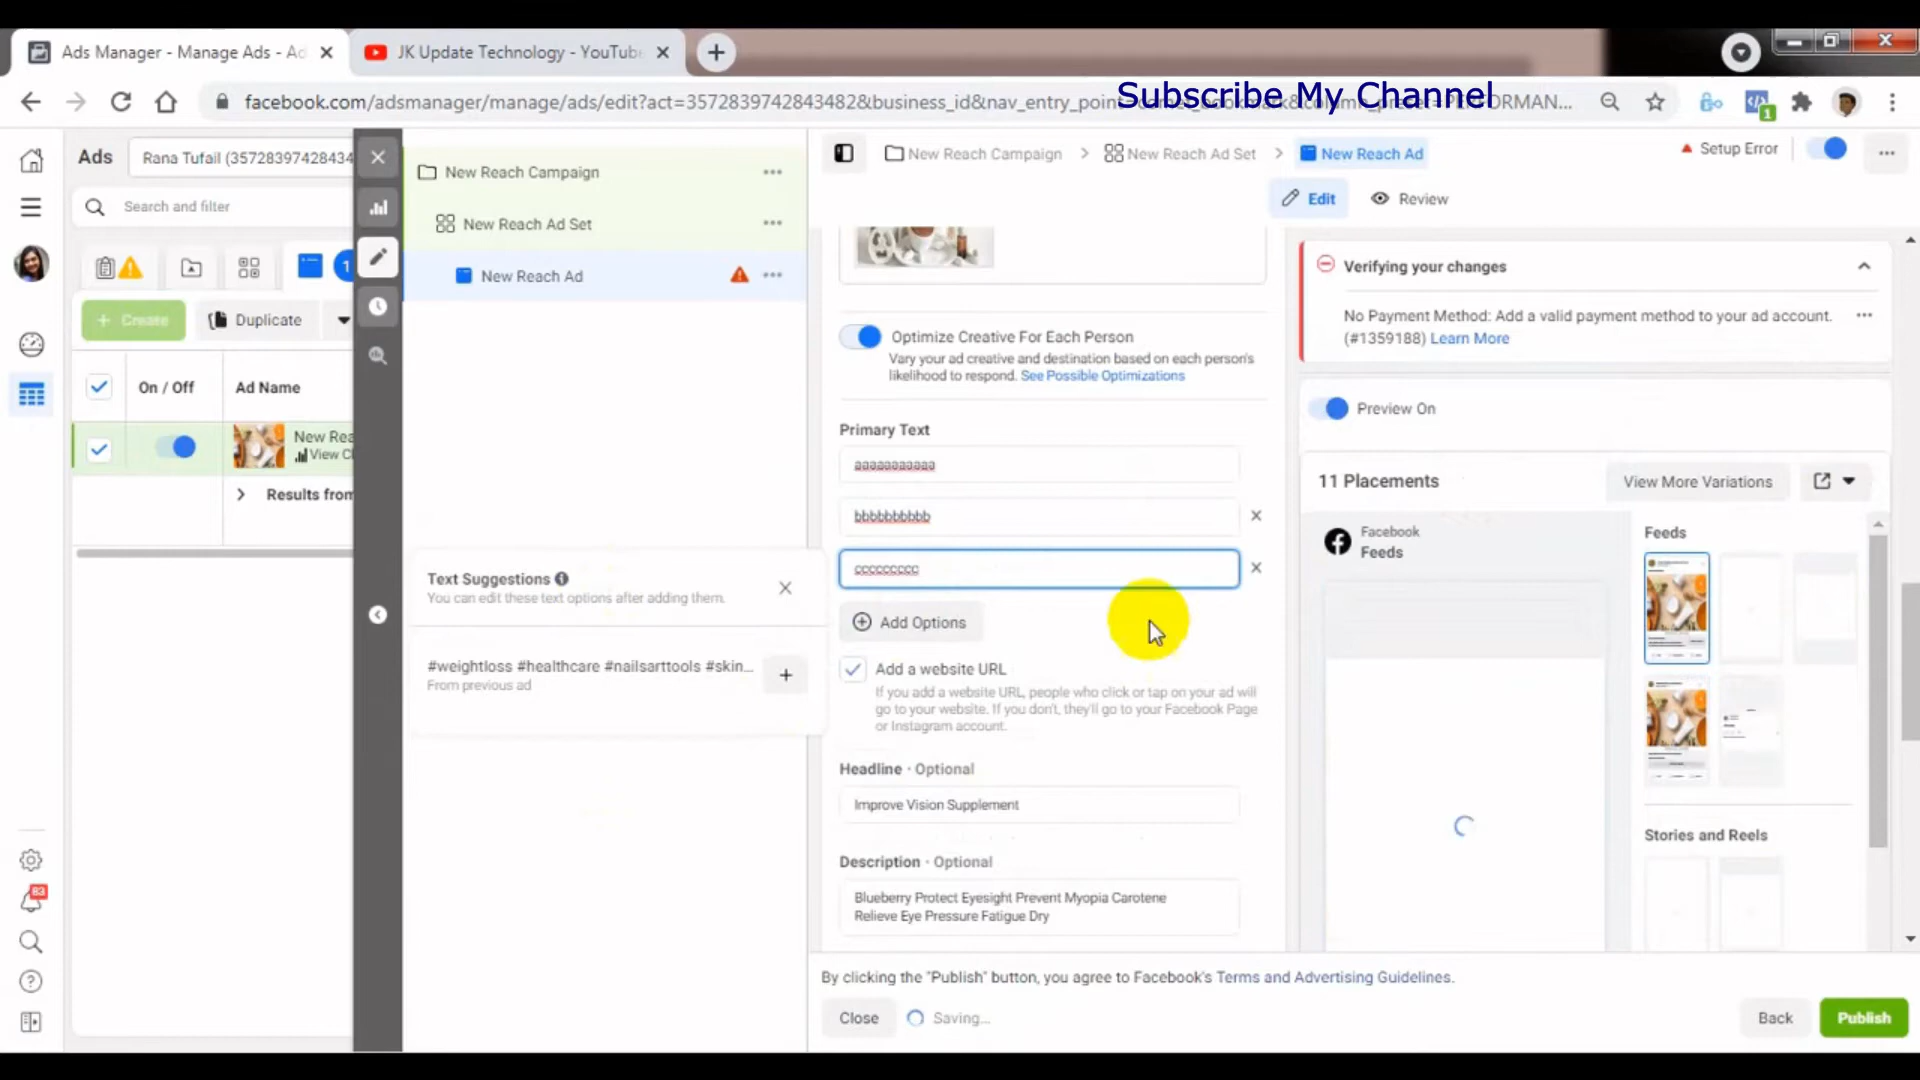 Ads Manager - Manage Ads - Ad
JK Update Technology - YouTube
facebook.com/adsmanager/manage/ads/edit?act=3572839742843482&business_id&nav_entry_point=comet_bookmark&column_preset=PERFORMAN...
Subscribe My Channel
1
Ads
Rana Tufail (35728397428434
Search and filter
1
+ Create
Duplicate
On / Off
Ad Name
New Rea
View C
Results from
83
New Reach Campaign
New Reach Ad Set
New Reach Ad
Text Suggestions
You can edit these text options after adding them.
#weightloss #healthcare #nailsarttools #skin...
From previous ad
New Reach Campaign > New Reach Ad Set > New Reach Ad
Setup Error
Edit
Review
Optimize Creative For Each Person
Vary your ad creative and destination based on each person's
likelihood to respond. See Possible Optimizations
Primary Text
aaaaaaaaaaa
bbbbbbbbbb
cccccccccc
Add Options
Add a website URL
If you add a website URL, people who click or tap on your ad will
go to your website. If you don't, they'll go to your Facebook Page
or Instagram account.
Headline · Optional
Improve Vision Supplement
Description · Optional
Blueberry Protect Eyesight Prevent Myopia Carotene
Relieve Eye Pressure Fatigue Dry
Verifying your changes
No Payment Method: Add a valid payment method to your ad account.
(#1359188) Learn More
Preview On
11 Placements
View More Variations
Facebook
Feeds
Feeds
Stories and Reels
By clicking the "Publish" button, you agree to Facebook's Terms and Advertising Guidelines.
Close
Saving...
Back
Publish